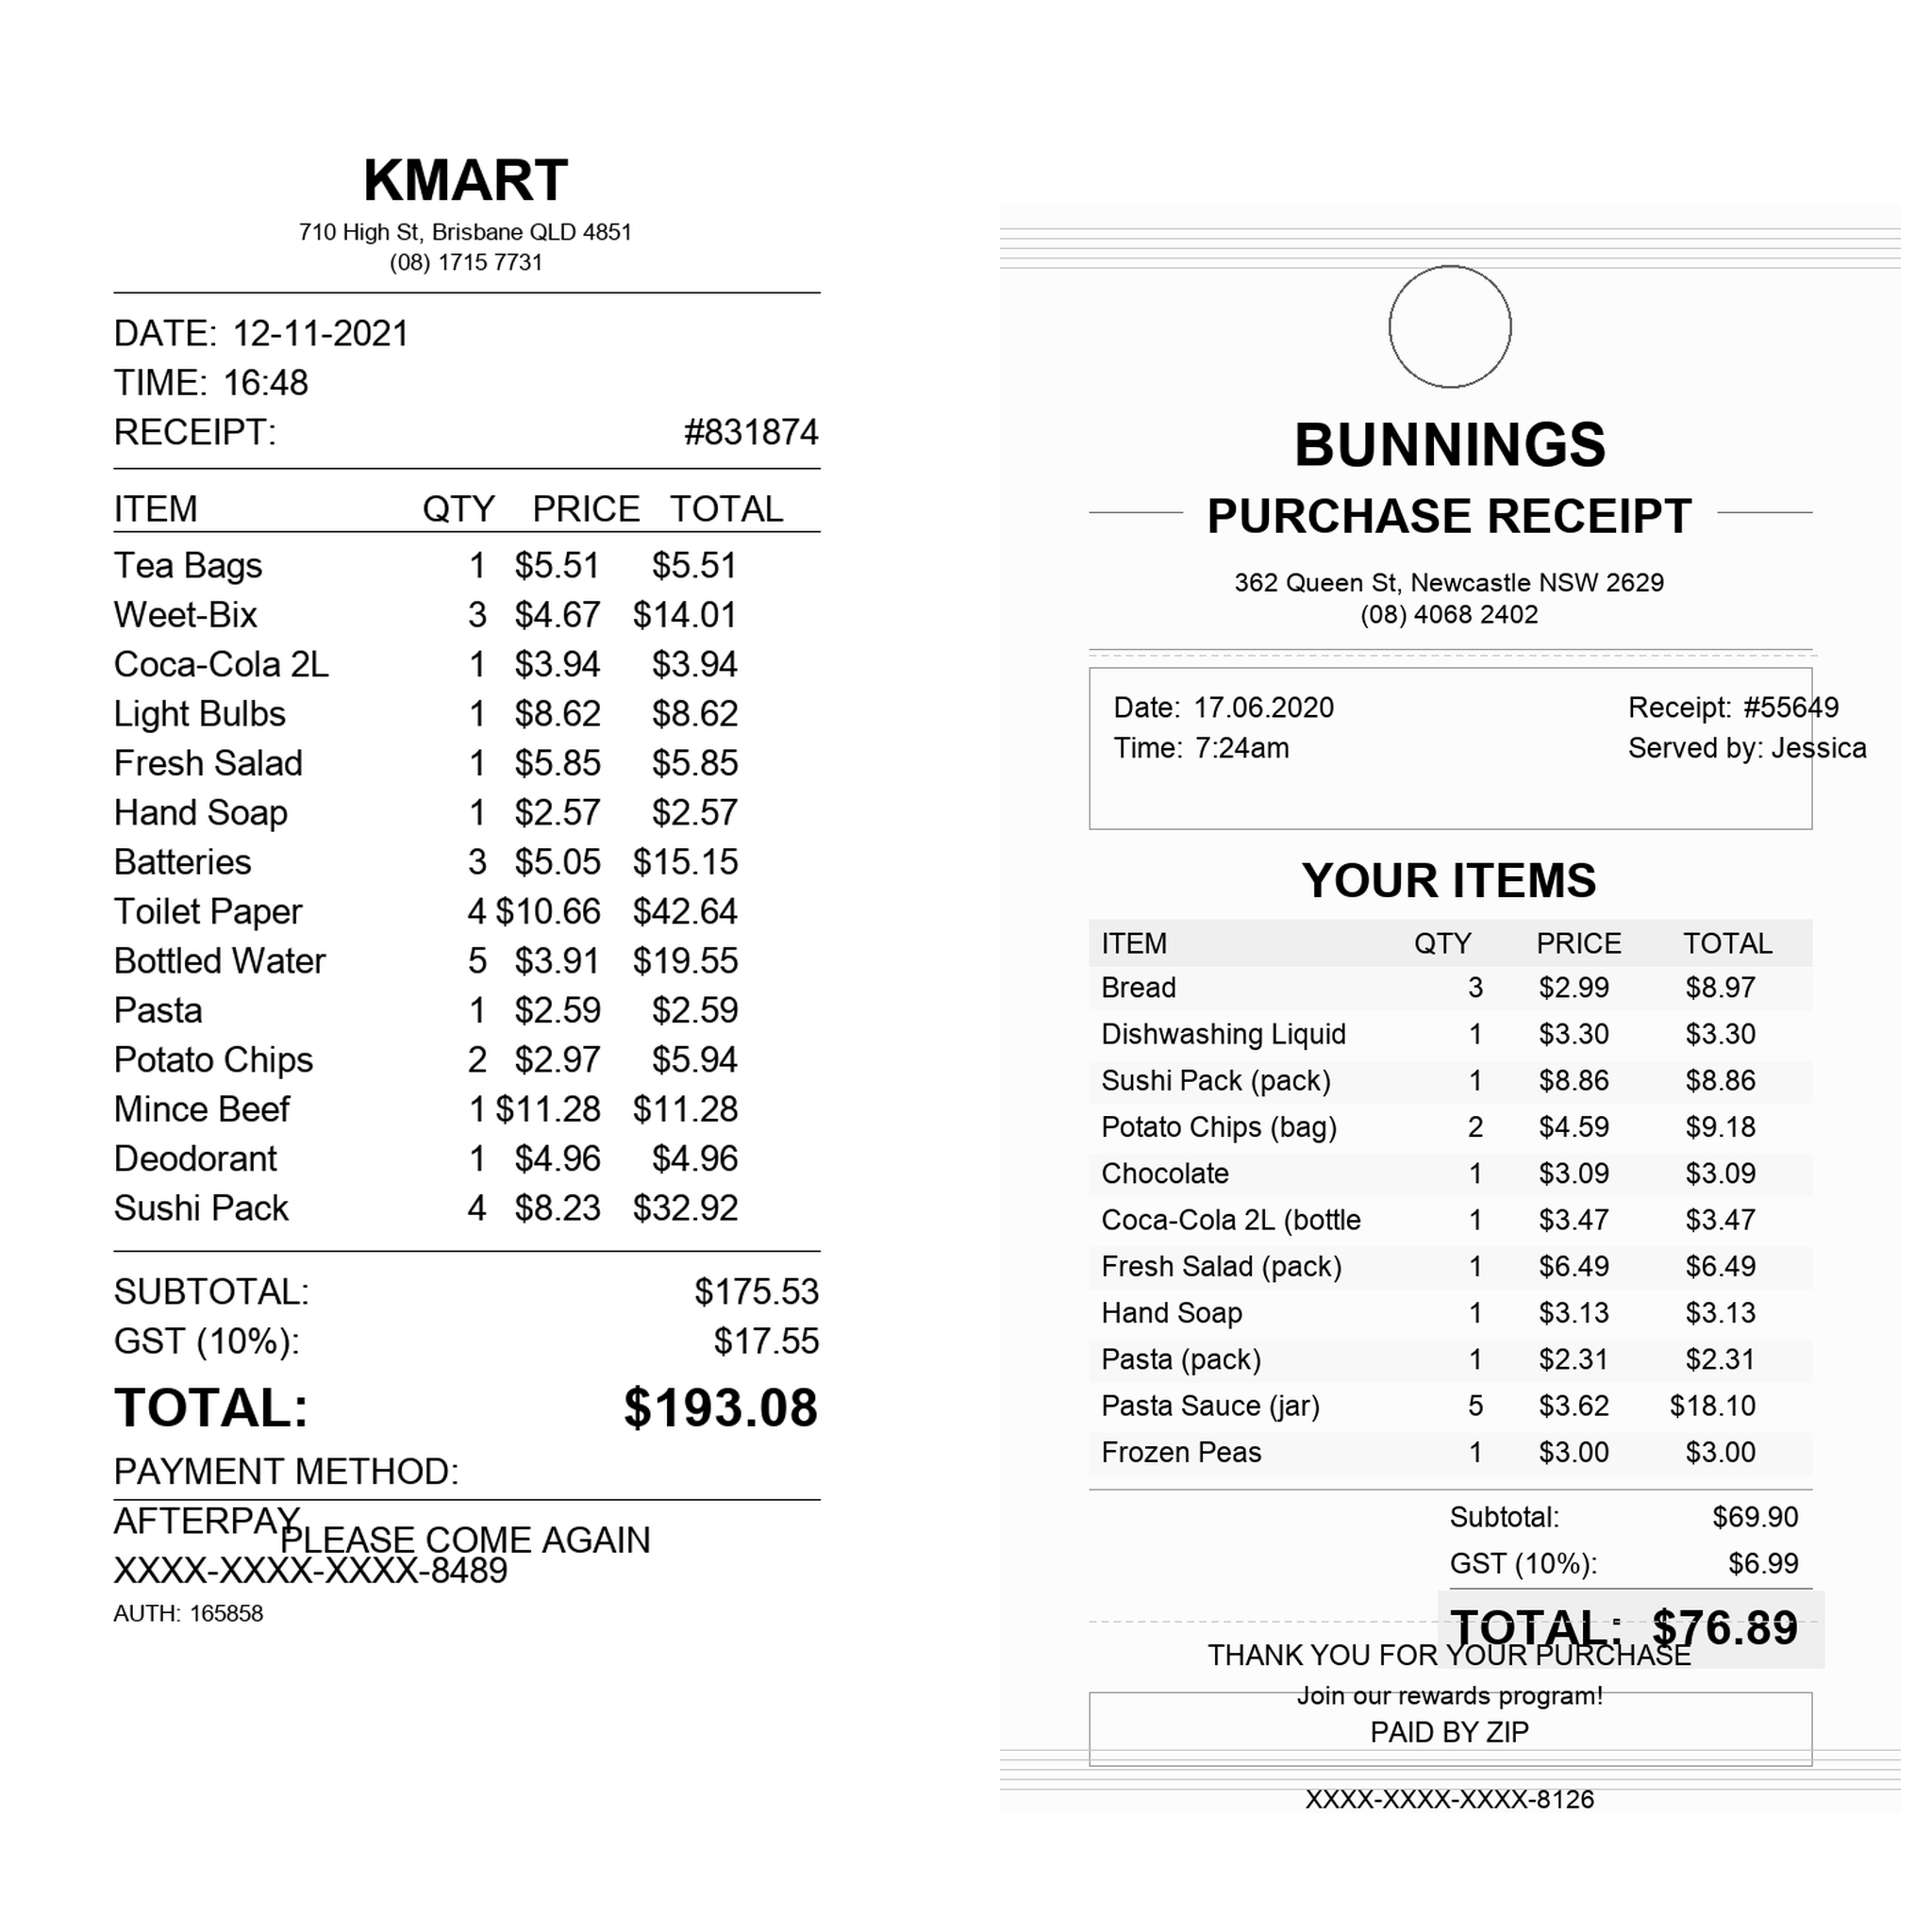 KMART
710 High St, Brisbane QLD 4851
(08) 1715 7731
DATE: 12-11-2021
TIME: 16:48
RECEIPT: #831874
ITEM QTY PRICE TOTAL
Tea Bags 1 $5.51 $5.51
Weet-Bix 3 $4.67 $14.01
Coca-Cola 2L 1 $3.94 $3.94
Light Bulbs 1 $8.62 $8.62
Fresh Salad 1 $5.85 $5.85
Hand Soap 1 $2.57 $2.57
Batteries 3 $5.05 $15.15
Toilet Paper 4 $10.66 $42.64
Bottled Water 5 $3.91 $19.55
Pasta 1 $2.59 $2.59
Potato Chips 2 $2.97 $5.94
Mince Beef 1 $11.28 $11.28
Deodorant 1 $4.96 $4.96
Sushi Pack 4 $8.23 $32.92
SUBTOTAL: $175.53
GST (10%): $17.55
TOTAL: $193.08
PAYMENT METHOD:
AFTERPAY
PLEASE COME AGAIN
XXXX-XXXX-XXXX-8489
AUTH: 165858
BUNNINGS
PURCHASE RECEIPT
362 Queen St, Newcastle NSW 2629
(08) 4068 2402
Date: 17.06.2020 Receipt: #55649
Time: 7:24am Served by: Jessica
YOUR ITEMS
ITEM QTY PRICE TOTAL
Bread 3 $2.99 $8.97
Dishwashing Liquid 1 $3.30 $3.30
Sushi Pack (pack) 1 $8.86 $8.86
Potato Chips (bag) 2 $4.59 $9.18
Chocolate 1 $3.09 $3.09
Coca-Cola 2L (bottle 1 $3.47 $3.47
Fresh Salad (pack) 1 $6.49 $6.49
Hand Soap 1 $3.13 $3.13
Pasta (pack) 1 $2.31 $2.31
Pasta Sauce (jar) 5 $3.62 $18.10
Frozen Peas 1 $3.00 $3.00
Subtotal: $69.90
GST (10%): $6.99
TOTAL: $76.89
THANK YOU FOR YOUR PURCHASE
Join our rewards program!
PAID BY ZIP
XXXX-XXXX-XXXX-8126